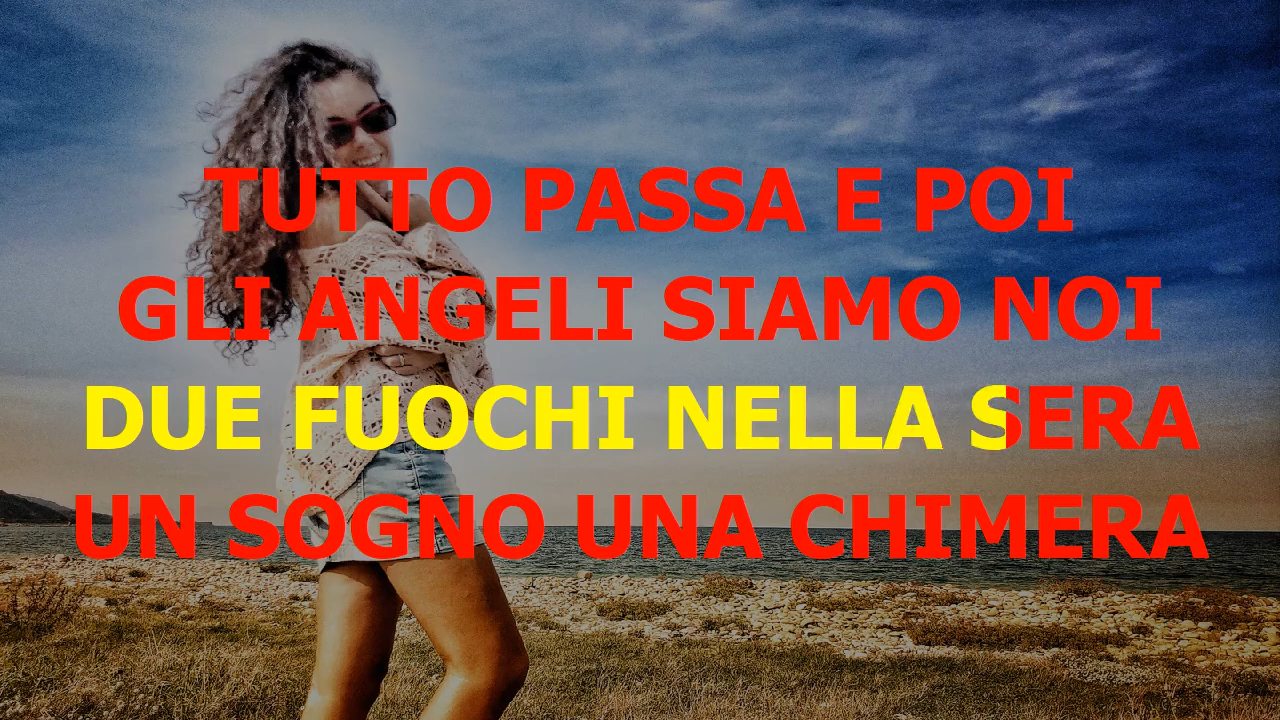 TUTTO PASSA E POI
GLI ANGELI SIAMO NOI
DUE FUOCHI NELLA SERA
UN SOGNO UNA CHIMERA